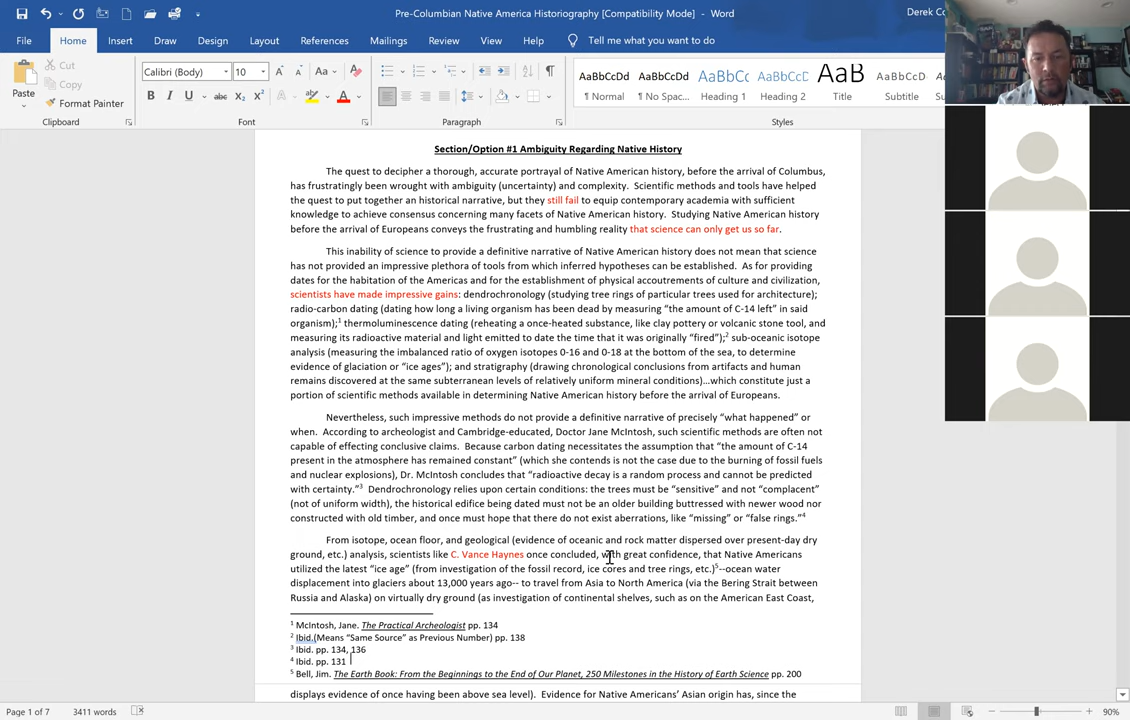 Pre-Columbian Native America Historiography [Compatibility Mode] - Word
Derek Co
File Home Insert Draw Design Layout References Mailings Review View Help Tell me what you want to do
Cut
Copy
Paste
Format Painter
Calibri (Body) 10
AaBbCcDd AaBbCcDd AaBbCc AaBbCcDd AaB AaBbCcD
¶ Normal ¶ No Spac... Heading 1 Heading 2 Title Subtitle
Clipboard Font Paragraph Styles
Section/Option #1 Ambiguity Regarding Native History
The quest to decipher a thorough, accurate portrayal of Native American history, before the arrival of Columbus,
has frustratingly been wrought with ambiguity (uncertainty) and complexity. Scientific methods and tools have helped
the quest to put together an historical narrative, but they still fail to equip contemporary academia with sufficient
knowledge to achieve consensus concerning many facets of Native American history. Studying Native American history
before the arrival of Europeans conveys the frustrating and humbling reality that science can only get us so far.
This inability of science to provide a definitive narrative of Native American history does not mean that science
has not provided an impressive plethora of tools from which inferred hypotheses can be established. As for providing
dates for the habitation of the Americas and for the establishment of physical accoutrements of culture and civilization,
scientists have made impressive gains: dendrochronology (studying tree rings of particular trees used for architecture);
radio-carbon dating (dating how long a living organism has been dead by measuring “the amount of C-14 left” in said
organism);1 thermoluminescence dating (reheating a once-heated substance, like clay pottery or volcanic stone tool, and
measuring its radioactive material and light emitted to date the time that it was originally “fired”);2 sub-oceanic isotope
analysis (measuring the imbalanced ratio of oxygen isotopes 0-16 and 0-18 at the bottom of the sea, to determine
evidence of glaciation or “ice ages”); and stratigraphy (drawing chronological conclusions from artifacts and human
remains discovered at the same subterranean levels of relatively uniform mineral conditions)…which constitute just a
portion of scientific methods available in determining Native American history before the arrival of Europeans.
Nevertheless, such impressive methods do not provide a definitive narrative of precisely “what happened” or
when. According to archeologist and Cambridge-educated, Doctor Jane McIntosh, such scientific methods are often not
capable of effecting conclusive claims. Because carbon dating necessitates the assumption that “the amount of C-14
present in the atmosphere has remained constant” (which she contends is not the case due to the burning of fossil fuels
and nuclear explosions), Dr. McIntosh concludes that “radioactive decay is a random process and cannot be predicted
with certainty.”3 Dendrochronology relies upon certain conditions: the trees must be “sensitive” and not “complacent”
(not of uniform width), the historical edifice being dated must not be an older building buttressed with newer wood nor
constructed with old timber, and once must hope that there do not exist aberrations, like “missing” or “false rings.”4
From isotope, ocean floor, and geological (evidence of oceanic and rock matter dispersed over present-day dry
ground, etc.) analysis, scientists like C. Vance Haynes once concluded, with great confidence, that Native Americans
utilized the latest “ice age” (from investigation of the fossil record, ice cores and tree rings, etc.)5--ocean water
displacement into glaciers about 13,000 years ago-- to travel from Asia to North America (via the Bering Strait between
Russia and Alaska) on virtually dry ground (as investigation of continental shelves, such as on the American East Coast,
1 McIntosh, Jane. The Practical Archeologist pp. 134
2 Ibid.(Means “Same Source” as Previous Number) pp. 138
3 Ibid. pp. 134, 136
4 Ibid. pp. 131
5 Bell, Jim. The Earth Book: From the Beginnings to the End of Our Planet, 250 Milestones in the History of Earth Science pp. 200
displays evidence of once having been above sea level). Evidence for Native Americans’ Asian origin has, since the
Page 1 of 7 3411 words 90%